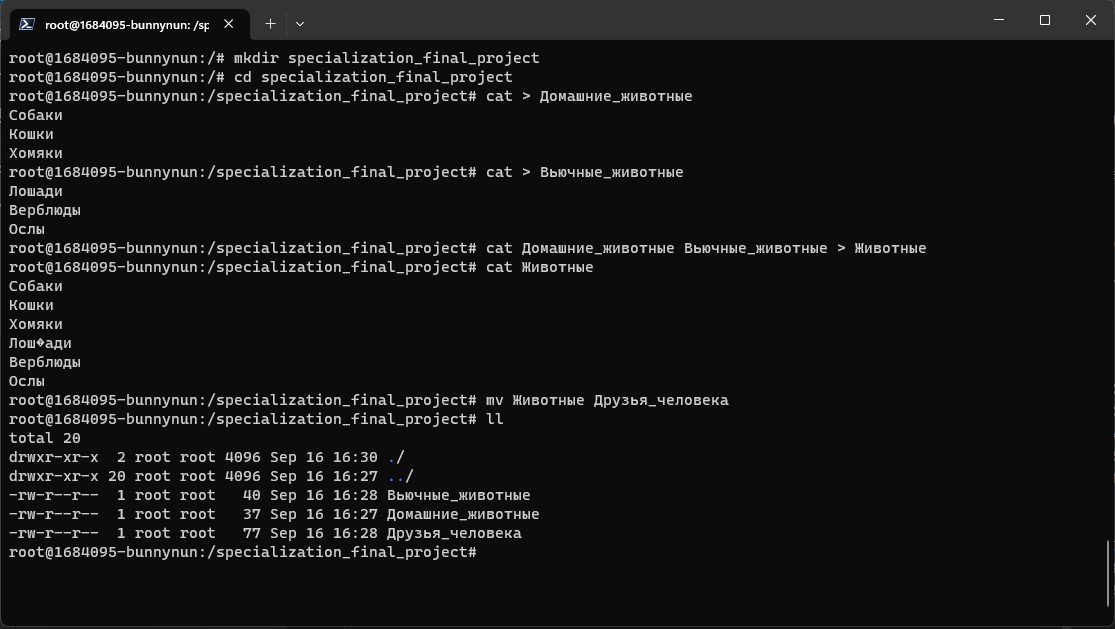 root@1684095-bunnynun: /sp
root@1684095-bunnynun:/# mkdir specialization_final_project
root@1684095-bunnynun:/# cd specialization_final_project
root@1684095-bunnynun:/specialization_final_project# cat > Домашние_животные
Собаки
Кошки
Хомяки
root@1684095-bunnynun:/specialization_final_project# cat > Вьючные_животные
Лошади
Верблюды
Ослы
root@1684095-bunnynun:/specialization_final_project# cat Домашние_животные Вьючные_животные > Животные
root@1684095-bunnynun:/specialization_final_project# cat Животные
Собаки
Кошки
Хомяки
Лош�ади
Верблюды
Ослы
root@1684095-bunnynun:/specialization_final_project# mv Животные Друзья_человека
root@1684095-bunnynun:/specialization_final_project# ll
total 20
drwxr-xr-x  2 root root 4096 Sep 16 16:30 ./
drwxr-xr-x 20 root root 4096 Sep 16 16:27 ../
-rw-r--r--  1 root root   40 Sep 16 16:28 Вьючные_животные
-rw-r--r--  1 root root   37 Sep 16 16:27 Домашние_животные
-rw-r--r--  1 root root   77 Sep 16 16:28 Друзья_человека
root@1684095-bunnynun:/specialization_final_project#